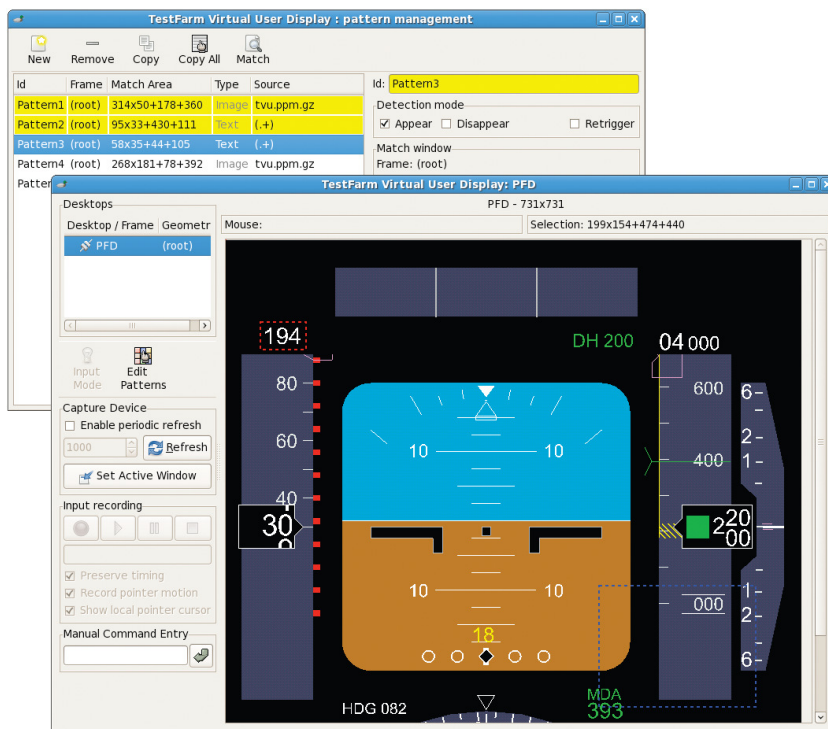 TestFarm Virtual User Display : pattern management
New Remove Copy Copy All Match
Id Frame Match Area Type Source
Pattern1 (root) 314x50+178+360 Image tvu.ppm.gz
Pattern2 (root) 95x33+430+111 Text (.+)
Pattern3 (root) 58x35+44+105 Text (.+)
Pattern4 (root) 268x181+78+392 Image tvu.ppm.gz
Patter
Id: Pattern3
Detection mode
Appear Disappear Retrigger
Match window
Frame: (root)
TestFarm Virtual User Display: PFD
Desktops
Desktop / Frame Geometr
PFD (root)
Input Mode
Edit Patterns
Capture Device
Enable periodic refresh
1000 Refresh
Set Active Window
Input recording
Preserve timing
Record pointer motion
Show local pointer cursor
Manual Command Entry
PFD - 731x731
Mouse:
Selection: 199x154+474+440
194
DH 200
04 000
80
60
40
30
10 10
10 10
18
600
400
2 20
00
000
6
2
1
1
2
6
HDG 082
MDA
393